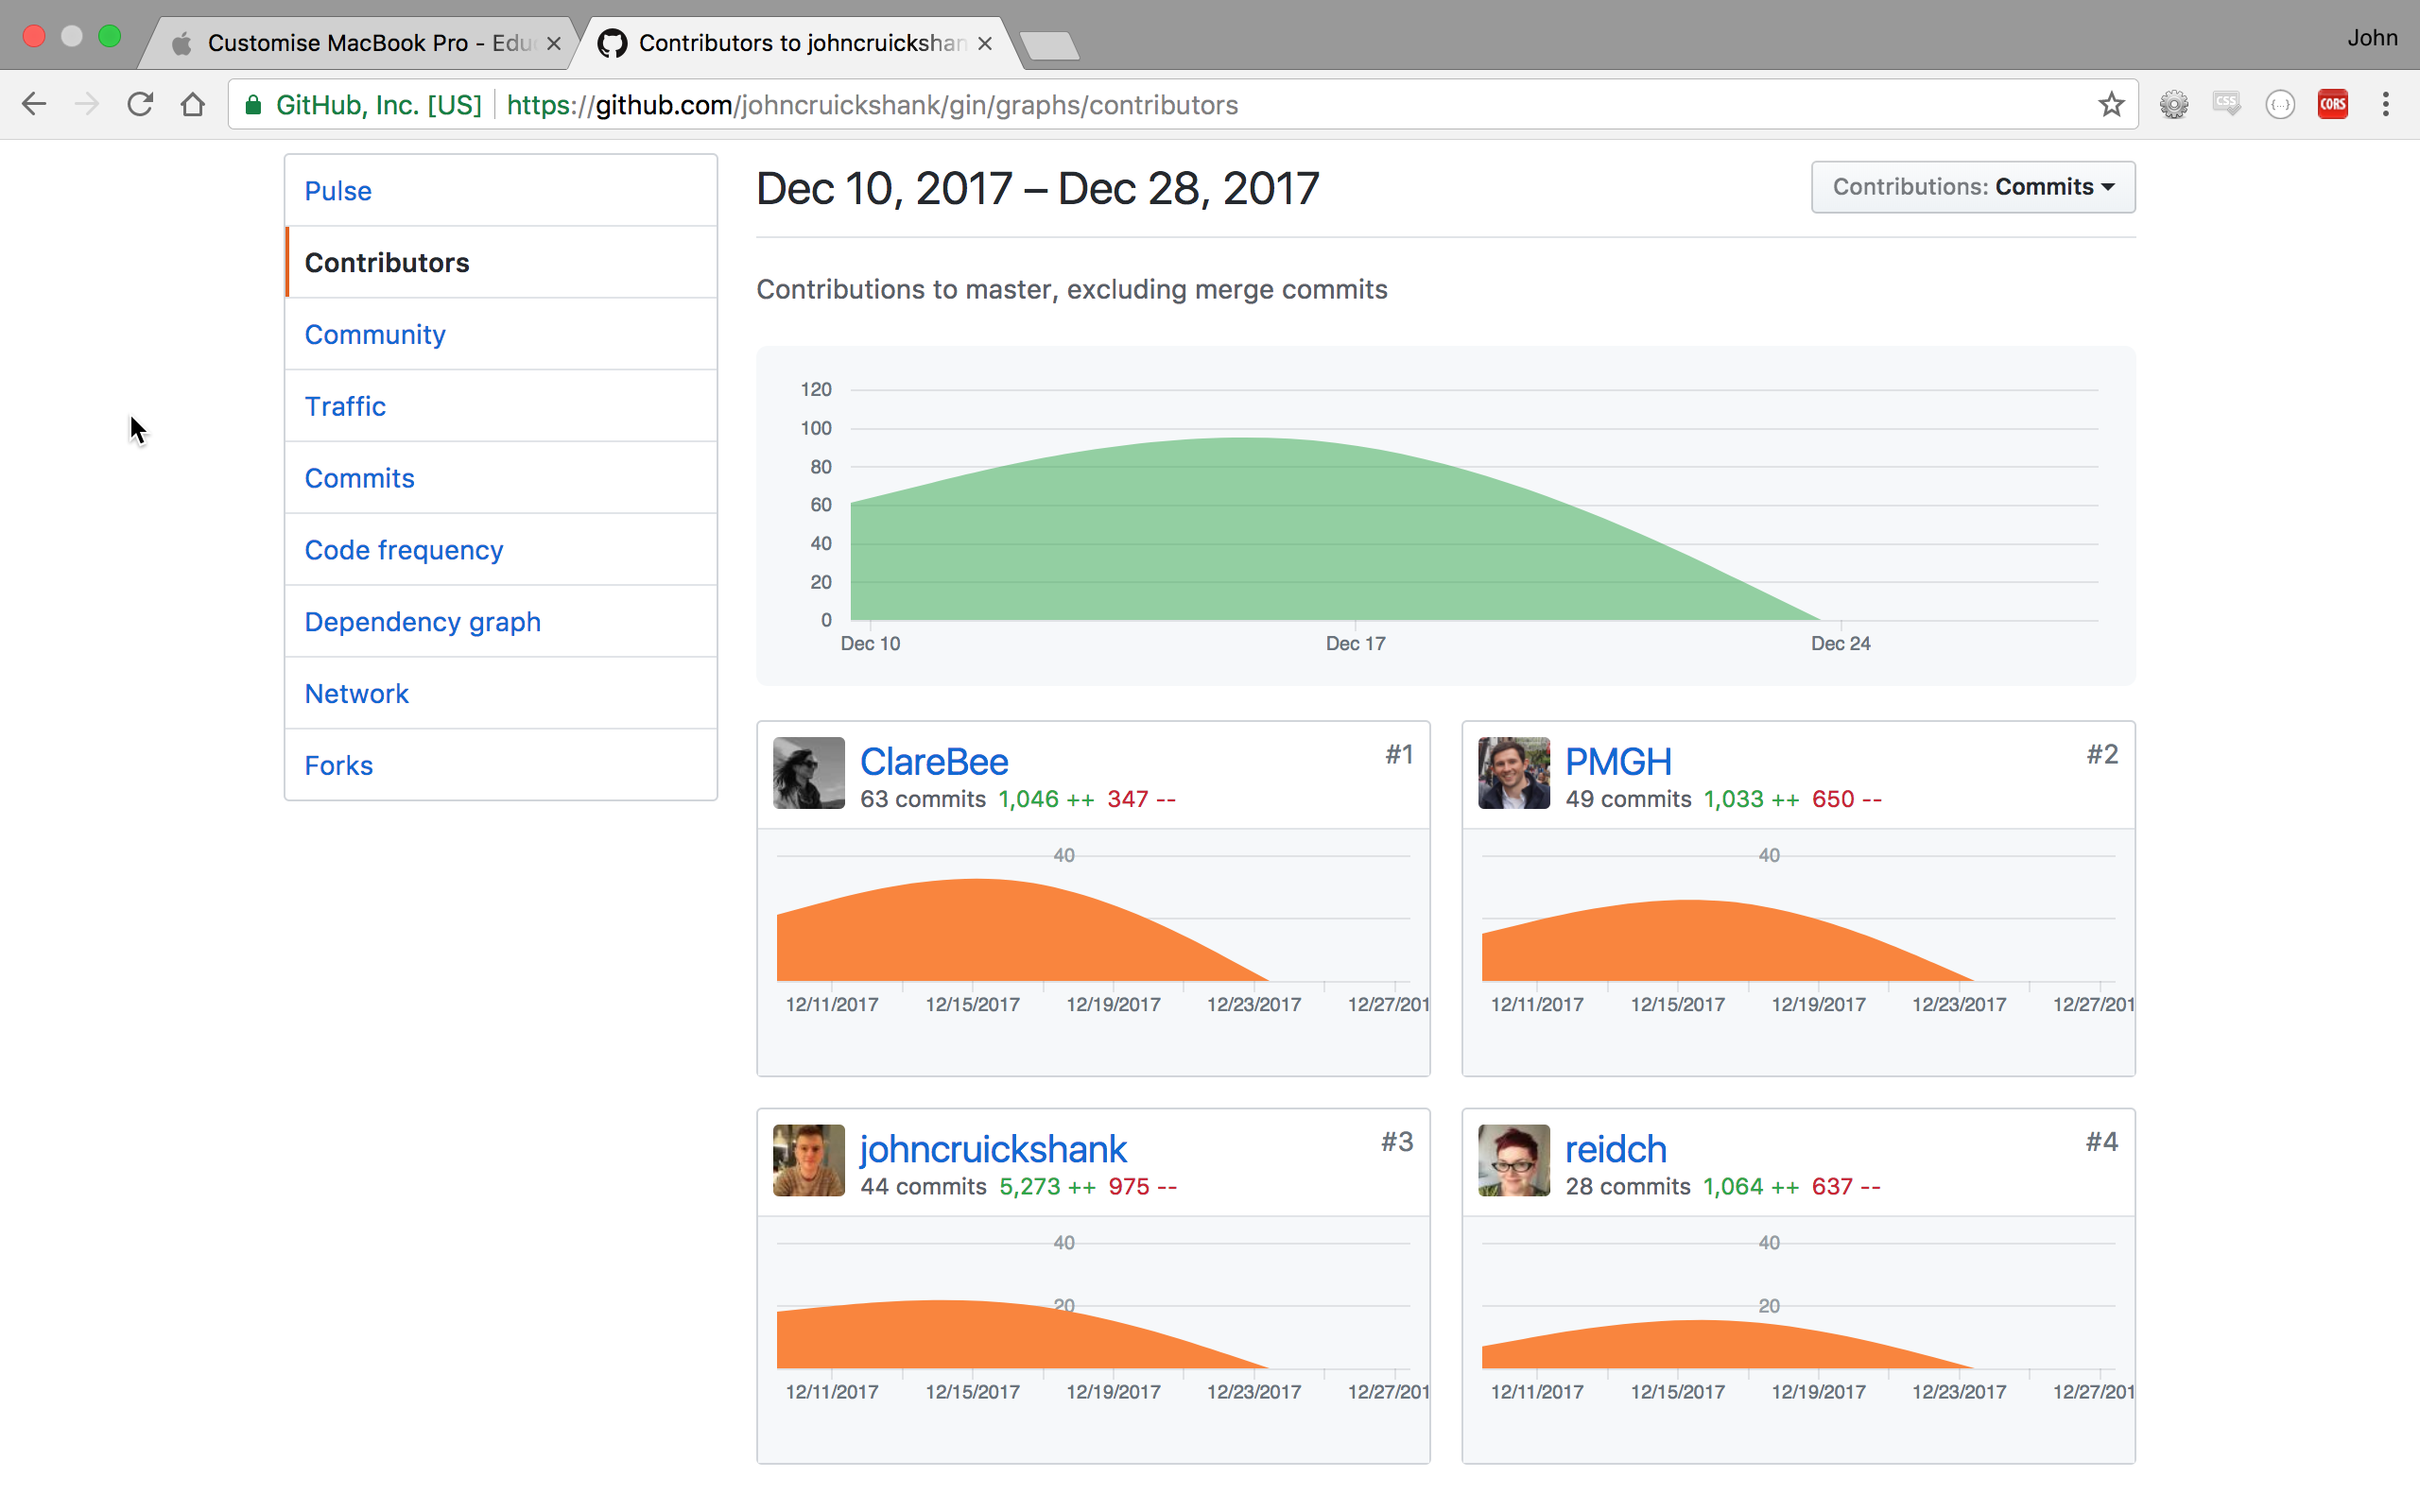 Customise MacBook Pro - Edu
Contributors to johncruickshan
John
GitHub, Inc. [US] https://github.com/johncruickshank/gin/graphs/contributors
CSS
{...}
CORS
Pulse
Contributors
Community
Traffic
Commits
Code frequency
Dependency graph
Network
Forks
Dec 10, 2017 – Dec 28, 2017
Contributions: Commits
Contributions to master, excluding merge commits
120
100
80
60
40
20
0
Dec 10 Dec 17 Dec 24
ClareBee #1
63 commits 1,046 ++ 347 --
40
12/11/2017 12/15/2017 12/19/2017 12/23/2017 12/27/201
PMGH #2
49 commits 1,033 ++ 650 --
40
12/11/2017 12/15/2017 12/19/2017 12/23/2017 12/27/201
johncruickshank #3
44 commits 5,273 ++ 975 --
40
20
12/11/2017 12/15/2017 12/19/2017 12/23/2017 12/27/201
reidch #4
28 commits 1,064 ++ 637 --
40
20
12/11/2017 12/15/2017 12/19/2017 12/23/2017 12/27/201